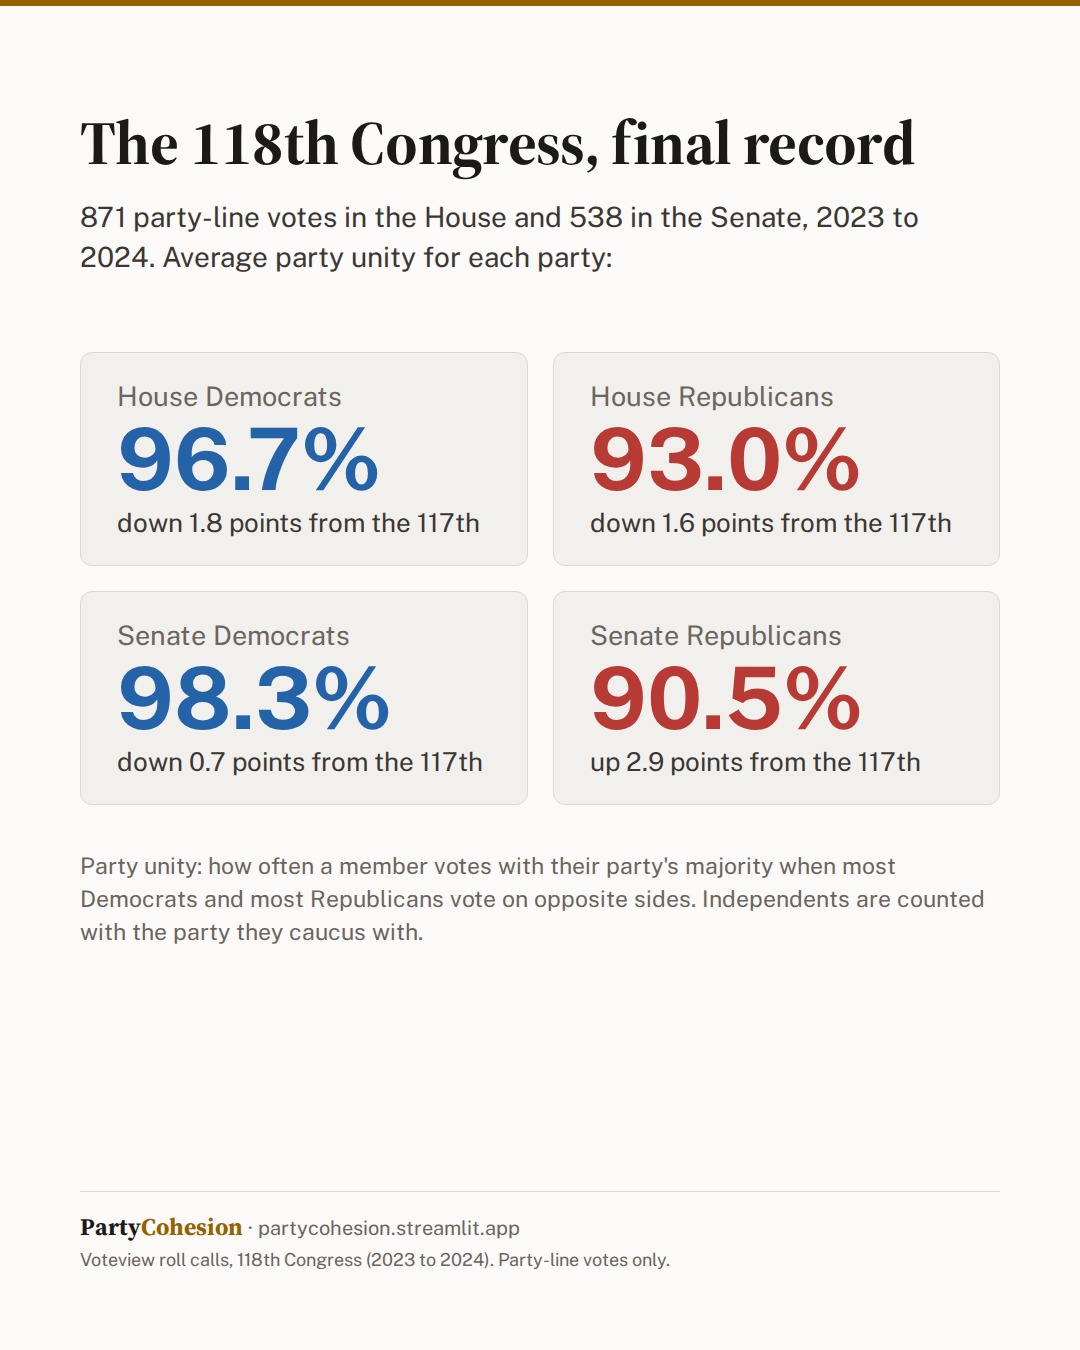 The 118th Congress, final record
871 party-line votes in the House and 538 in the Senate, 2023 to
2024. Average party unity for each party:
House Democrats
96.7%
down 1.8 points from the 117th
House Republicans
93.0%
down 1.6 points from the 117th
Senate Democrats
98.3%
down 0.7 points from the 117th
Senate Republicans
90.5%
up 2.9 points from the 117th
Party unity: how often a member votes with their party's majority when most
Democrats and most Republicans vote on opposite sides. Independents are counted
with the party they caucus with.
PartyCohesion · partycohesion.streamlit.app
Voteview roll calls, 118th Congress (2023 to 2024). Party-line votes only.